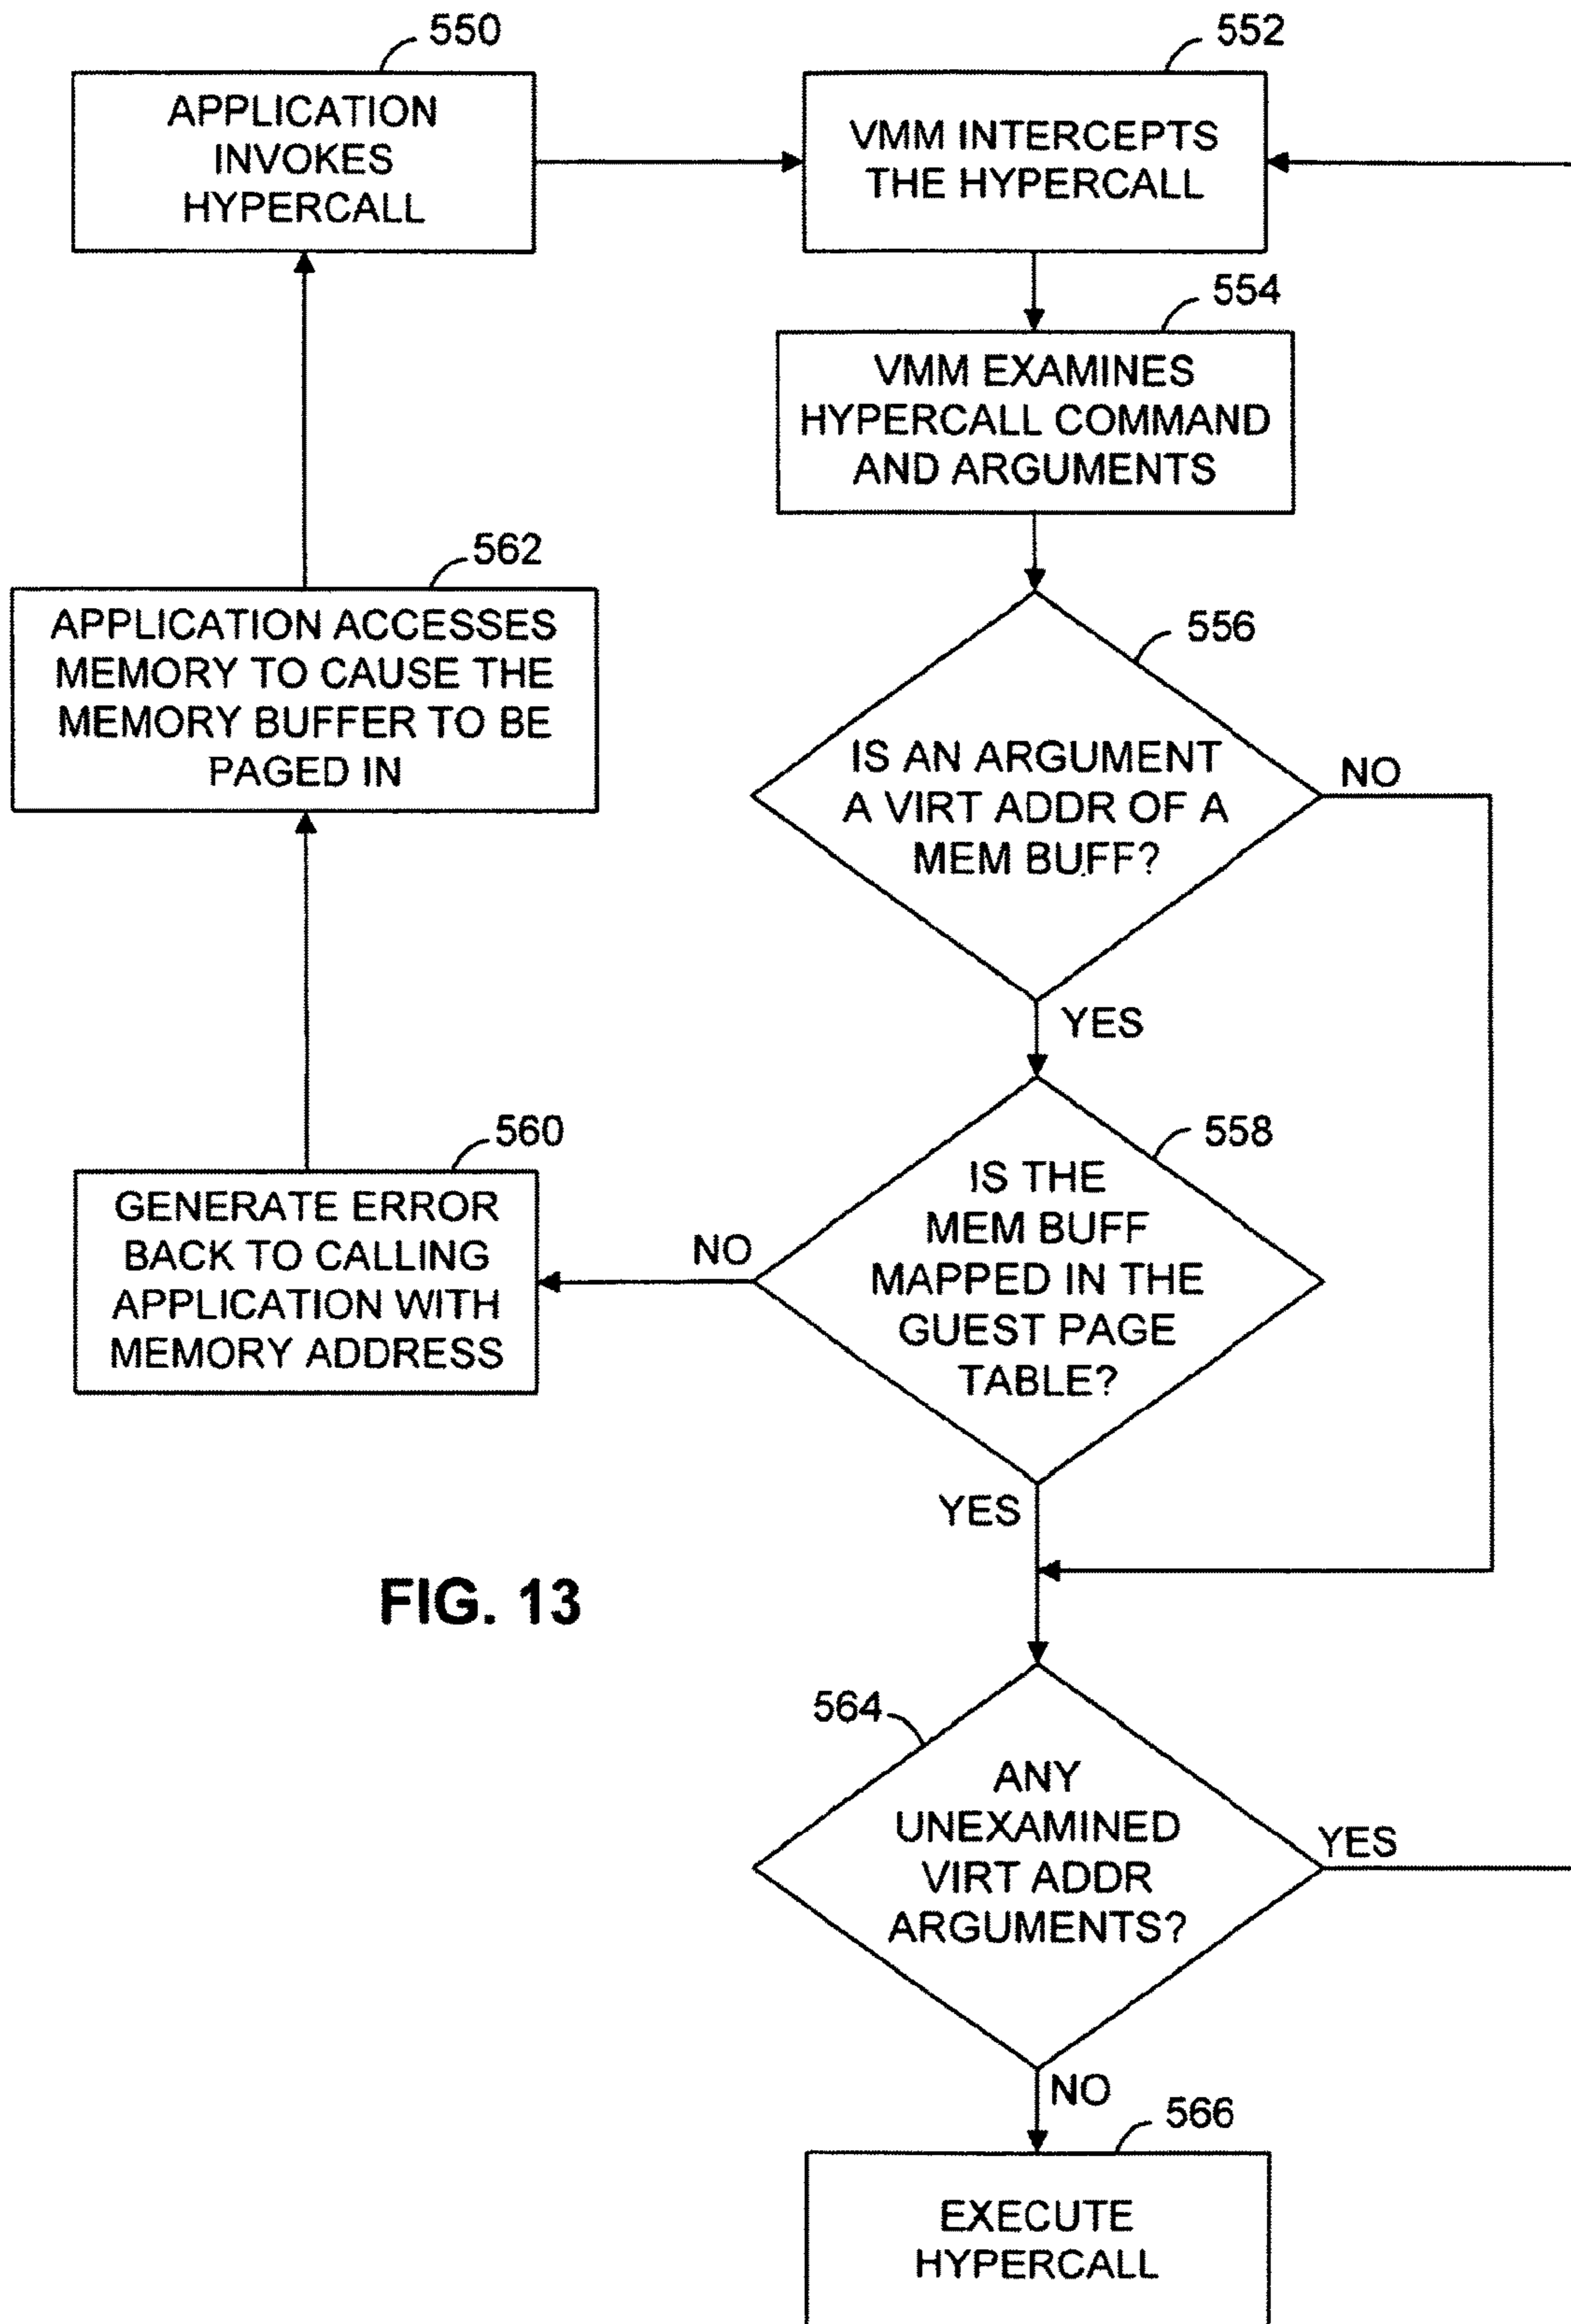 550
APPLICATION
INVOKES
HYPERCALL
552
VMM INTERCEPTS
THE HYPERCALL
554
VMM EXAMINES
HYPERCALL COMMAND
AND ARGUMENTS
562
APPLICATION ACCESSES
MEMORY TO CAUSE THE
MEMORY BUFFER TO BE
PAGED IN
556
IS AN ARGUMENT
A VIRT ADDR OF A
MEM BUFF?
NO
YES
560
GENERATE ERROR
BACK TO CALLING
APPLICATION WITH
MEMORY ADDRESS
NO
558
IS THE
MEM BUFF
MAPPED IN THE
GUEST PAGE
TABLE?
YES
FIG. 13
564
ANY
UNEXAMINED
VIRT ADDR
ARGUMENTS?
YES
NO
566
EXECUTE
HYPERCALL